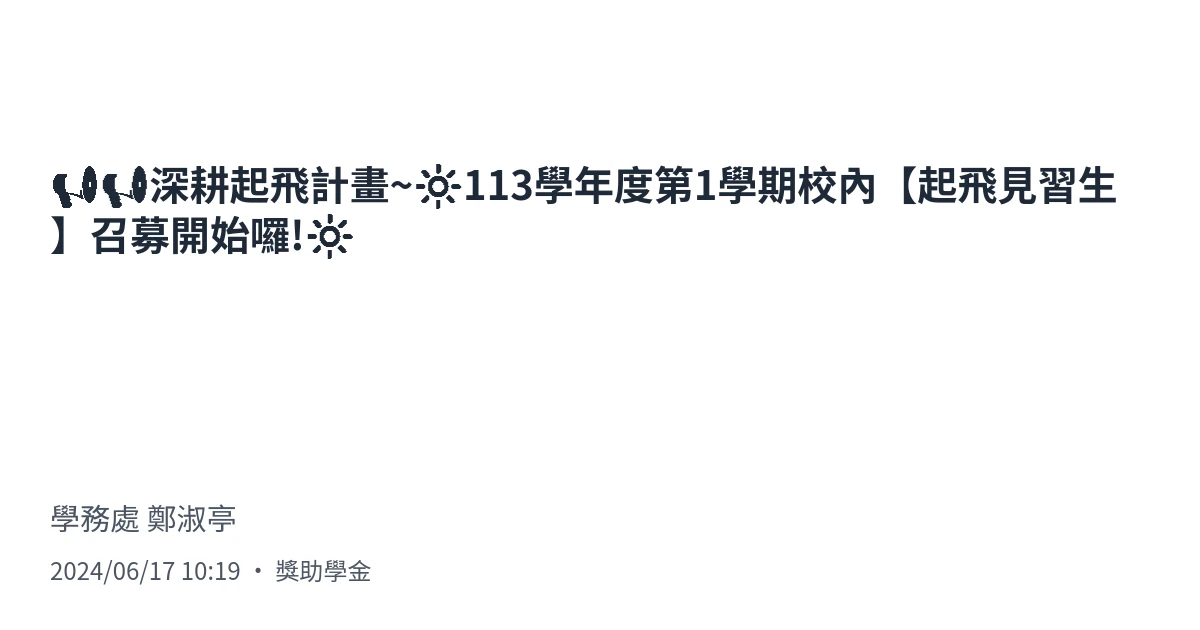 📢📢深耕起飛計畫~🔆113學年度第1學期校內【起飛見習生
】召募開始囉!🔆
學務處 鄭淑亭
2024/06/17 10:19 · 獎助學金